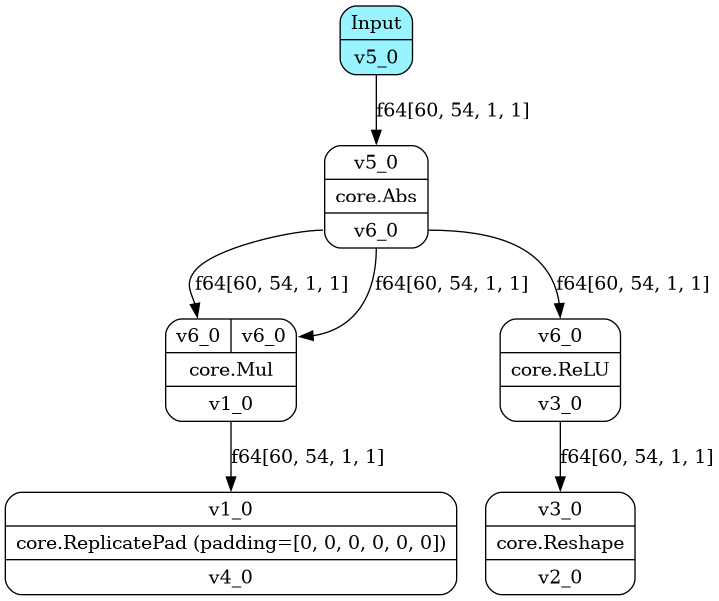 Input
v5_0
f64[60, 54, 1, 1]
v5_0
core.Abs
v6_0
f64[60, 54, 1, 1] f64[60, 54, 1, 1] f64[60, 54, 1, 1]
v6_0 v6_0 v6_0
core.Mul core.ReLU
v1_0 v3_0
f64[60, 54, 1, 1] f64[60, 54, 1, 1]
v1_0 v3_0
core.ReplicatePad (padding=[0, 0, 0, 0, 0, 0]) core.Reshape
v4_0 v2_0